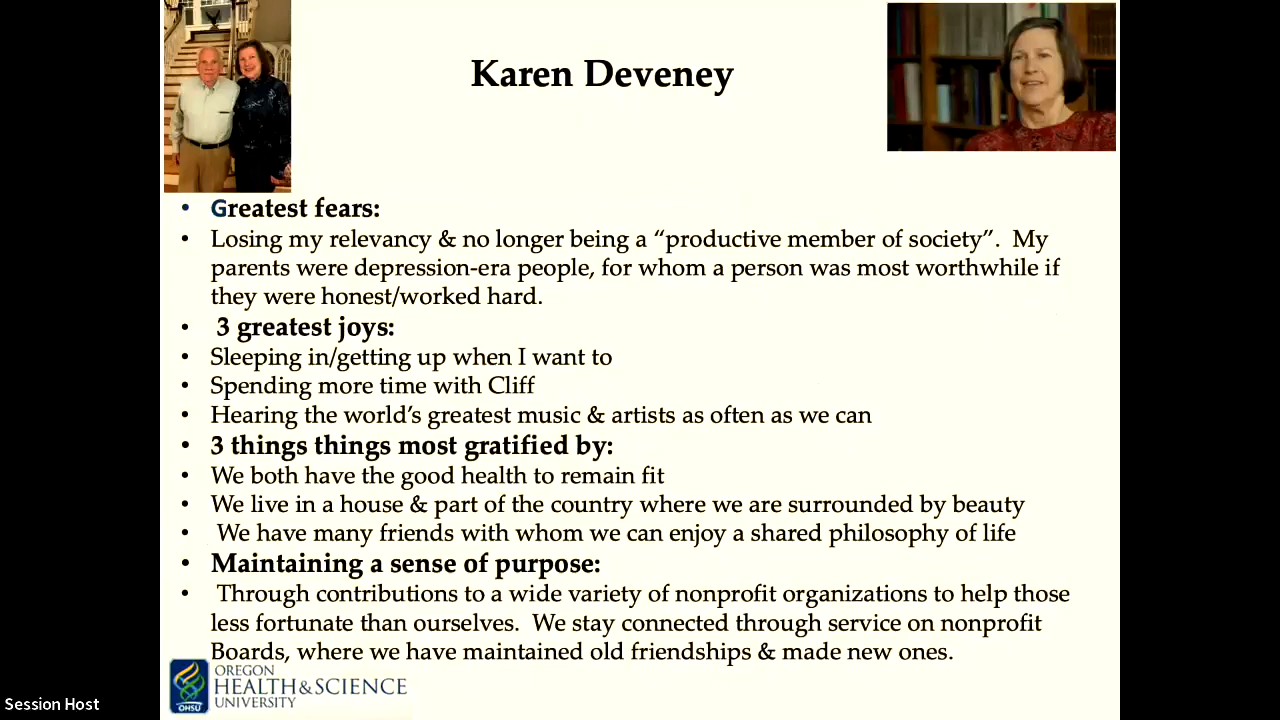 Karen Deveney
• Greatest fears:
• Losing my relevancy & no longer being a “productive member of society”.  My
parents were depression-era people, for whom a person was most worthwhile if
they were honest/worked hard.
• 3 greatest joys:
• Sleeping in/getting up when I want to
• Spending more time with Cliff
• Hearing the world’s greatest music & artists as often as we can
• 3 things things most gratified by:
• We both have the good health to remain fit
• We live in a house & part of the country where we are surrounded by beauty
• We have many friends with whom we can enjoy a shared philosophy of life
• Maintaining a sense of purpose:
• Through contributions to a wide variety of nonprofit organizations to help those
less fortunate than ourselves.  We stay connected through service on nonprofit
Boards, where we have maintained old friendships & made new ones.
OREGON
HEALTH&SCIENCE
UNIVERSITY
OHSU
Session Host